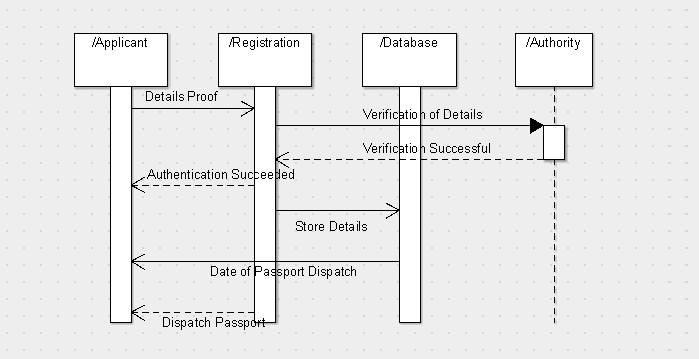 /Applicant
/Registration
/Database
/Authority
Details Proof
Verification of Details
Verification Successful
Authentication Succeeded
Store Details
Date of Passport Dispatch
Dispatch Passport